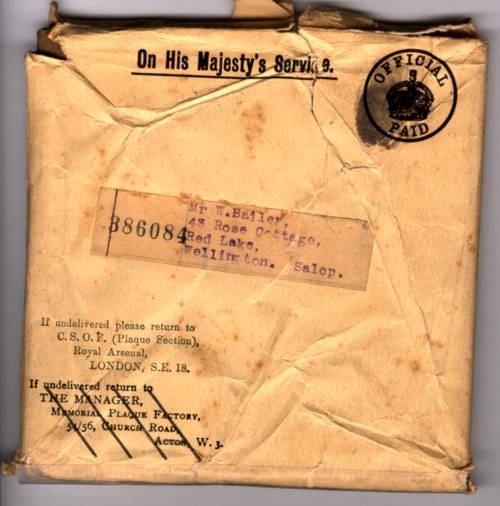 On His Majesty's Service.
OFFICIAL
9
PAID
386084
Mr W.Bailey,
43 Rose Cottage,
Red Lake,
Wellington. Salop.
If undelivered please return to
C. S. O. F. (Plaque Section),
Royal Arsenal,
LONDON, S.E. 18.
If undelivered return to
THE MANAGER,
MEMORIAL PLAQUE FACTORY,
54/56, CHURCH ROAD,
ACTON, W. 3.